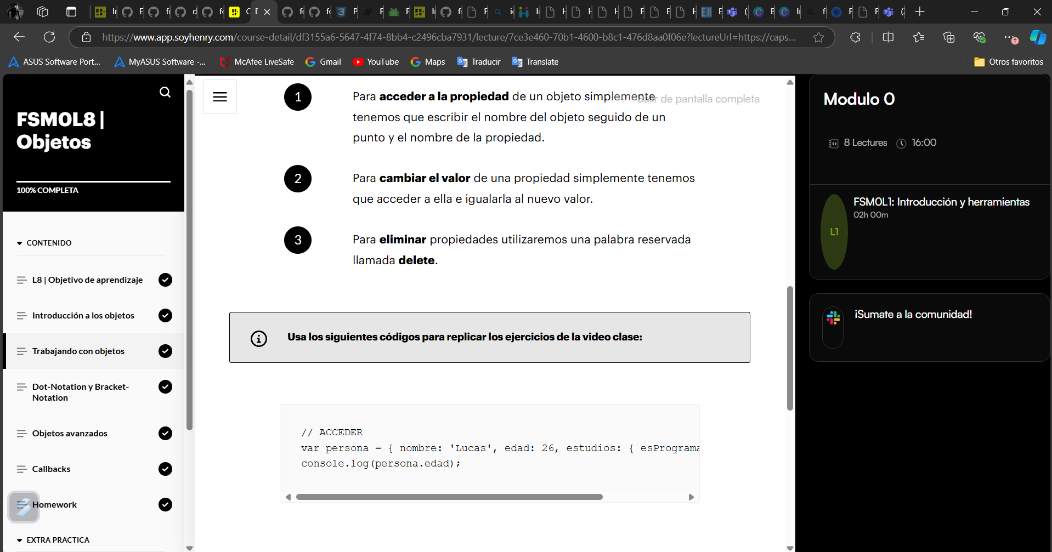 https://www.app.soyhenry.com/course-detail/df3155a6-5647-4f74-8bb4-c2496cba7931/lecture/7ce3e460-70b1-4600-b8c1-476d8aa0f06e?lectureUrl=https://caps...
ASUS Software Port...
MyASUS Software -...
McAfee LiveSafe
Gmail
YouTube
Maps
Traducir
Translate
Otros favoritos
FSM0L8 |
Objetos
100% COMPLETA
CONTENIDO
L8 | Objetivo de aprendizaje
Introducción a los objetos
Trabajando con objetos
Dot-Notation y Bracket-
Notation
Objetos avanzados
Callbacks
Homework
EXTRA PRACTICA
de pantalla completa
1
Para acceder a la propiedad de un objeto simplemente
tenemos que escribir el nombre del objeto seguido de un
punto y el nombre de la propiedad.
2
Para cambiar el valor de una propiedad simplemente tenemos
que acceder a ella e igualarla al nuevo valor.
3
Para eliminar propiedades utilizaremos una palabra reservada
llamada delete.
Usa los siguientes códigos para replicar los ejercicios de la video clase:
// ACCEDER
var persona = { nombre: 'Lucas', edad: 26, estudios: { esPrograma
console.log(persona.edad);
Modulo 0
8 Lectures
16:00
L1
FSM0L1: Introducción y herramientas
02h 00m
¡Sumate a la comunidad!